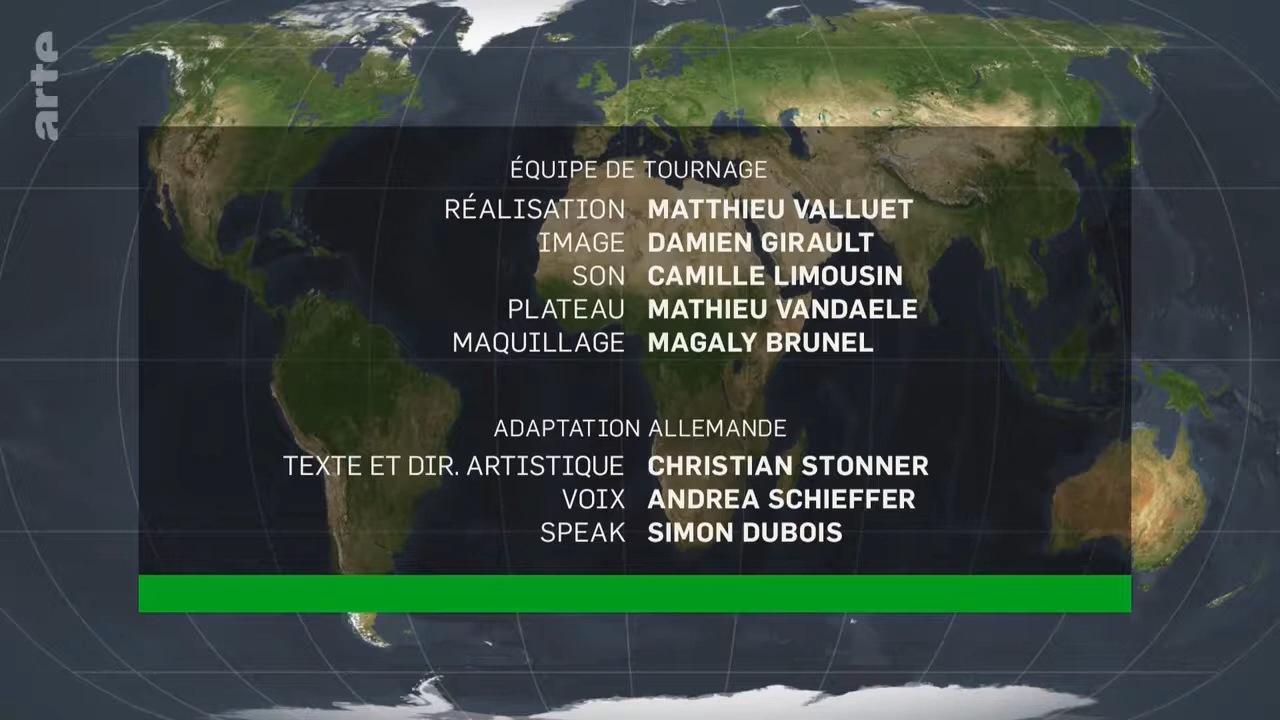 arte
ÉQUIPE DE TOURNAGE
RÉALISATION MATTHIEU VALLUET
IMAGE DAMIEN GIRAULT
SON CAMILLE LIMOUSIN
PLATEAU MATHIEU VANDAELE
MAQUILLAGE MAGALY BRUNEL
ADAPTATION ALLEMANDE
TEXTE ET DIR. ARTISTIQUE CHRISTIAN STONNER
VOIX ANDREA SCHIEFFER
SPEAK SIMON DUBOIS